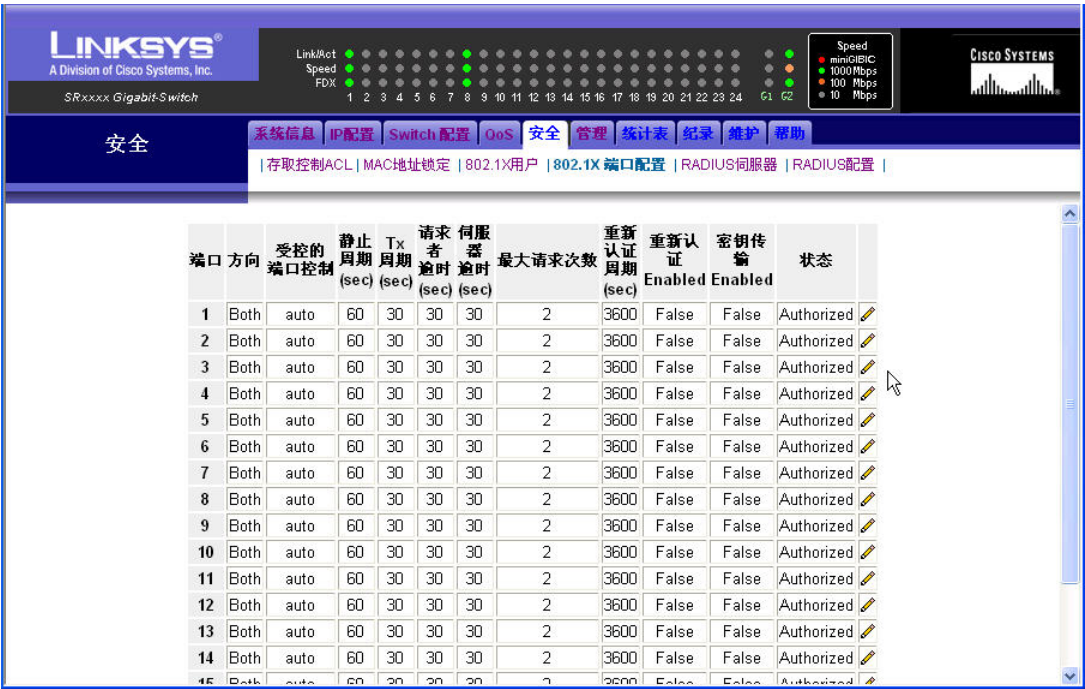 LINKSYS®
A Division of Cisco Systems, Inc.
SRxxxx Gigabit-Switch
Link/Act
Speed
FDX
1 2 3 4 5 6 7 8 9 10 11 12 13 14 15 16 17 18 19 20 21 22 23 24 G1 G2
Speed
miniGIBIC
1000 Mbps
100 Mbps
10 Mbps
CISCO SYSTEMS
安全
系统信息 IP配置 Switch 配置 QoS 安全 管理 统计表 纪录 维护 帮助
|存取控制ACL | MAC地址锁定 | 802.1X用户 | 802.1X 端口配置 | RADIUS伺服器 | RADIUS配置 |
端口 方向 受控的端口控制 静止周期(sec) Tx周期(sec) 请求者逾时(sec) 伺服器逾时(sec) 最大请求次数 重新认证周期(sec) 重新认证Enabled 密钥传输Enabled 状态
1 Both auto 60 30 30 30 2 3600 False False Authorized
2 Both auto 60 30 30 30 2 3600 False False Authorized
3 Both auto 60 30 30 30 2 3600 False False Authorized
4 Both auto 60 30 30 30 2 3600 False False Authorized
5 Both auto 60 30 30 30 2 3600 False False Authorized
6 Both auto 60 30 30 30 2 3600 False False Authorized
7 Both auto 60 30 30 30 2 3600 False False Authorized
8 Both auto 60 30 30 30 2 3600 False False Authorized
9 Both auto 60 30 30 30 2 3600 False False Authorized
10 Both auto 60 30 30 30 2 3600 False False Authorized
11 Both auto 60 30 30 30 2 3600 False False Authorized
12 Both auto 60 30 30 30 2 3600 False False Authorized
13 Both auto 60 30 30 30 2 3600 False False Authorized
14 Both auto 60 30 30 30 2 3600 False False Authorized